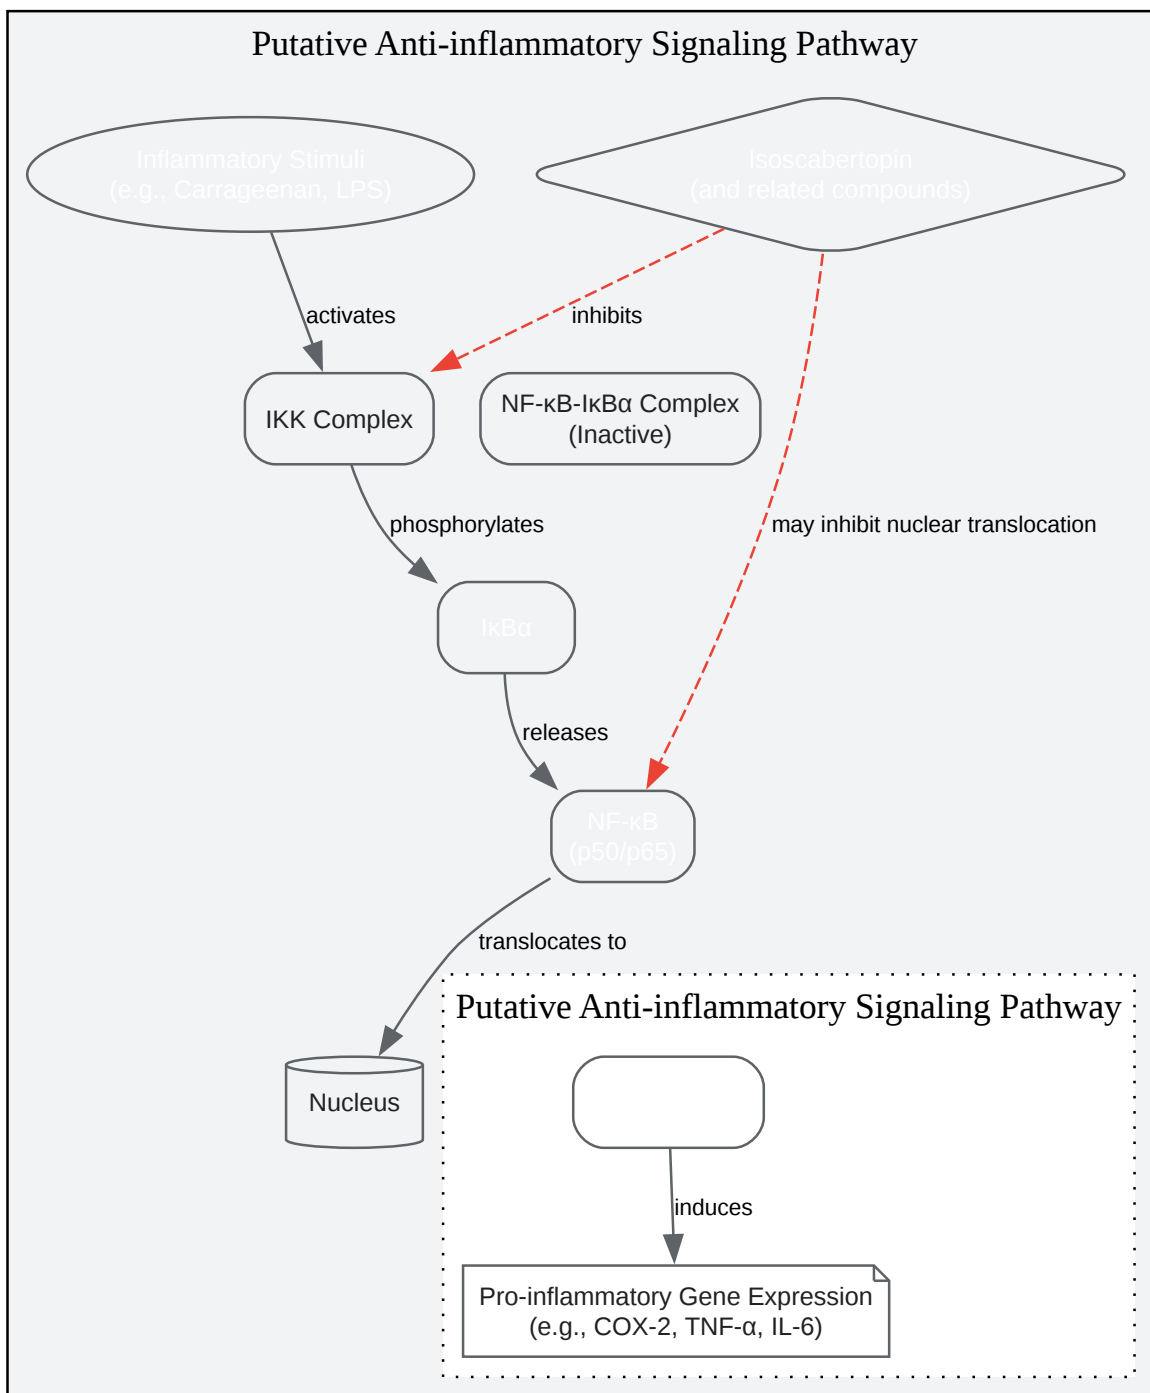 Putative Anti-inflammatory Signaling Pathway
Inflammatory Stimuli
(e.g., Carrageenan, LPS)
Isoscabertopin
(and related compounds)
activates
inhibits
IKK Complex
NF-κB-IκBα Complex
(Inactive)
phosphorylates
may inhibit nuclear translocation
IκBα
releases
NF-κB
(p50/p65)
translocates to
Putative Anti-inflammatory Signaling Pathway
Nucleus
induces
Pro-inflammatory Gene Expression
(e.g., COX-2, TNF-α, IL-6)